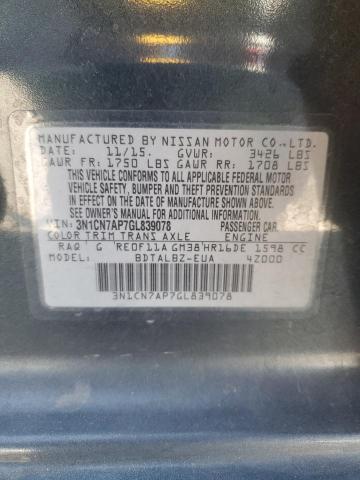 MANUFACTURED BY NISSAN MOTOR CO.,LTD.
DATE: 11/15. GVWR: 3426 LBS
GAWR FR: 1750 LBS GAWR RR: 1708 LBS
THIS VEHICLE CONFORMS TO ALL APPLICABLE FEDERAL MOTOR
VEHICLE SAFETY, BUMPER AND THEFT PREVENTION STANDARDS
IN EFFECT ON THE DATE OF MANUFACTURE SHOWN ABOVE.
SEE OWNER'S MANUAL AND OWNER'S LITERATURE FOR ADDITIONAL INFORMATION.
VIN: 3N1CN7AP7GL839078 PASSENGER CAR.
COLOR TRIM TRANS AXLE ENGINE
RAQ G RE0F11A GM38 HR16DE 1598 CC
MODEL: BDTALBZ-EUA 4Z000
3N1CN7AP7GL839078